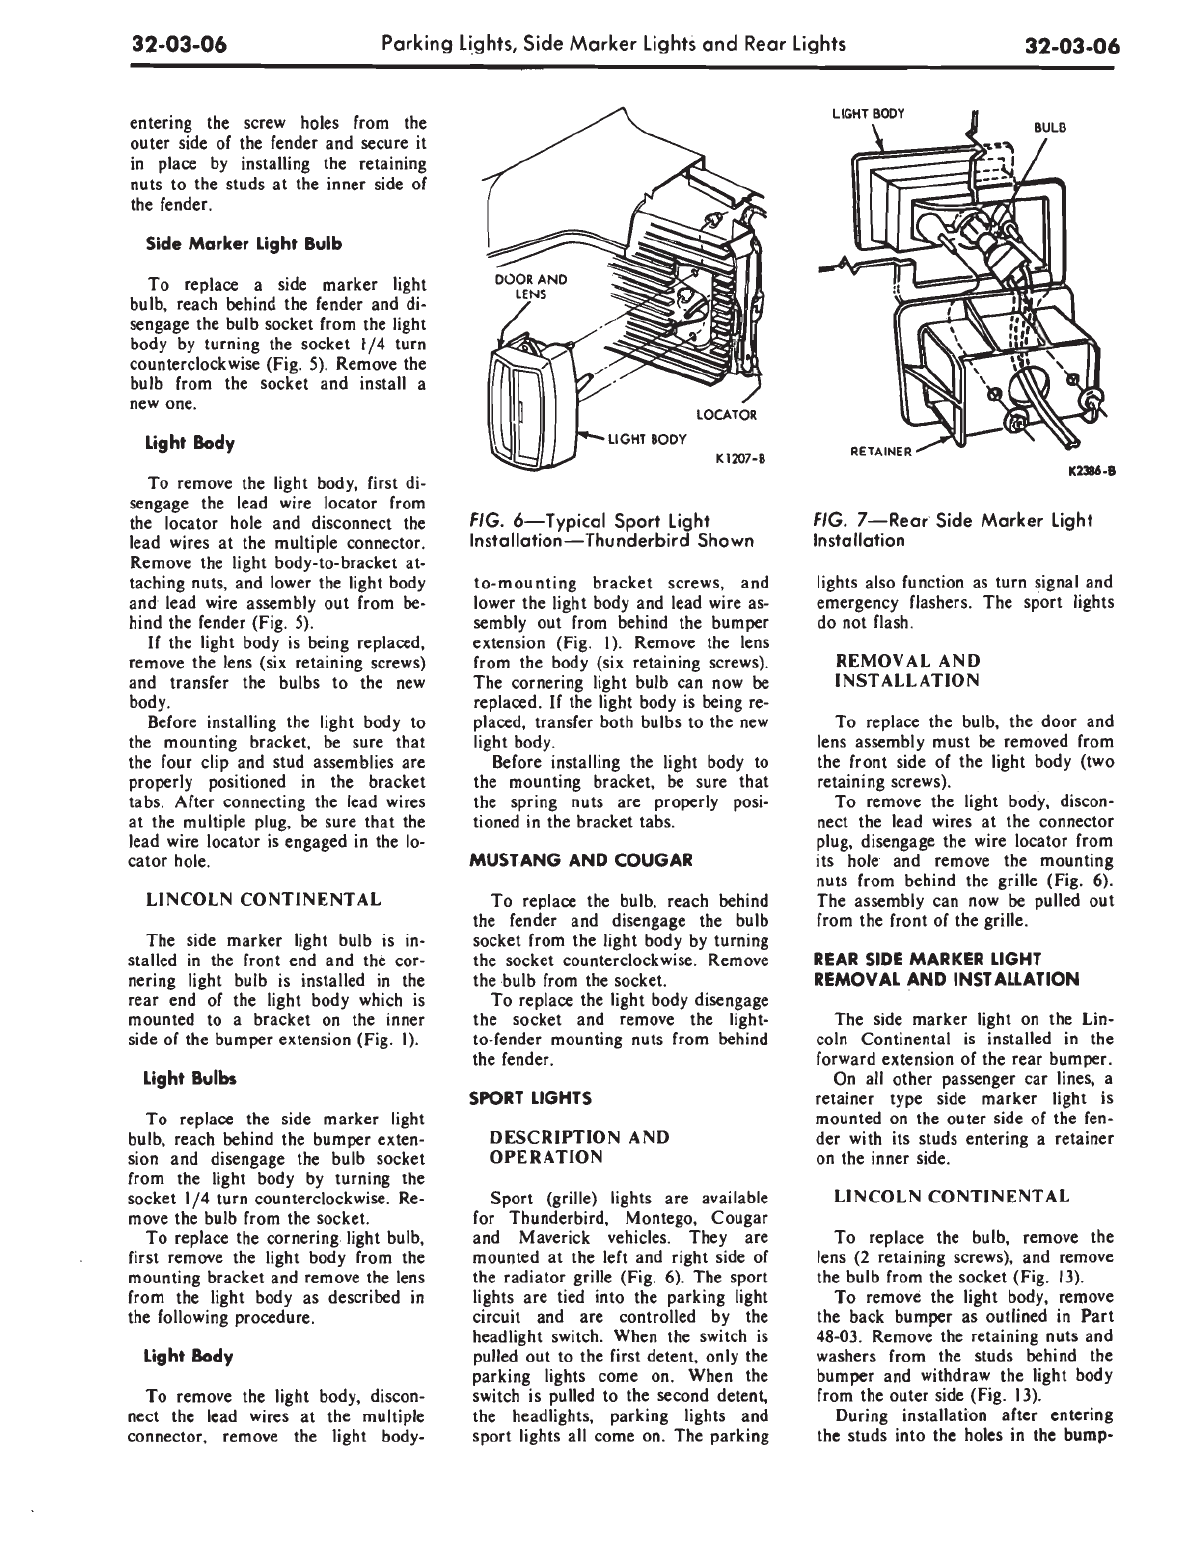 32-03-06
Parking Lights, Side Marker Lights and Rear Lights
32-03-06
entering the screw holes from the
outer side of the fender and secure it
in place by installing the retaining
nuts to the studs at the inner side of
the fender.
Side Marker Light Bulb
To replace a side marker light
bulb, reach behind the fender and di-
sengage the bulb socket from the light
body by turning the socket 1/4 turn
counterclockwise (Fig. 5). Remove the
bulb from the socket and install a
new one.
Light Body
To remove the light body, first di-
sengage the lead wire locator from
the locator hole and disconnect the
lead wires at the multiple connector.
Remove the light body-to-bracket at-
taching nuts, and lower the light body
and lead wire assembly out from be-
hind the fender (Fig. 5).
If the light body is being replaced,
remove the lens (six retaining screws)
and transfer the bulbs to the new
body.
Before installing the light body to
the mounting bracket, be sure that
the four clip and stud assemblies are
properly positioned in the bracket
tabs. After connecting the lead wires
at the multiple plug, be sure that the
lead wire locator is engaged in the lo-
cator hole.
LINCOLN CONTINENTAL
The side marker light bulb is in-
stalled in the front end and the cor-
nering light bulb is installed in the
rear end of the light body which is
mounted to a bracket on the inner
side of the bumper extension (Fig. 1).
Light Bulbs
To replace the side marker light
bulb, reach behind the bumper exten-
sion and disengage the bulb socket
from the light body by turning the
socket 1/4 turn counterclockwise. Re-
move the bulb from the socket.
To replace the cornering light bulb,
first remove the light body from the
mounting bracket and remove the lens
from the light body as described in
the following procedure.
Light Body
To remove the light body, discon-
nect the lead wires at the multiple
connector, remove the light body-
DOOR AND
LENS
LOCATOR
LIGHT BODY
K1207-B
FIG. 6—Typical Sport Light
Installation—Thunderbird Shown
to-mounting bracket screws, and
lower the light body and lead wire as-
sembly out from behind the bumper
extension (Fig. 1). Remove the lens
from the body (six retaining screws).
The cornering light bulb can now be
replaced. If the light body is being re-
placed, transfer both bulbs to the new
light body.
Before installing the light body to
the mounting bracket, be sure that
the spring nuts are properly posi-
tioned in the bracket tabs.
MUSTANG AND COUGAR
To replace the bulb, reach behind
the fender and disengage the bulb
socket from the light body by turning
the socket counterclockwise. Remove
the bulb from the socket.
To replace the light body disengage
the socket and remove the light-
to-fender mounting nuts from behind
the fender.
SPORT LIGHTS
DESCRIPTION AND
OPERATION
Sport (grille) lights are available
for Thunderbird, Montego, Cougar
and Maverick vehicles. They are
mounted at the left and right side of
the radiator grille (Fig. 6). The sport
lights are tied into the parking light
circuit and are controlled by the
headlight switch. When the switch is
pulled out to the first detent, only the
parking lights come on. When the
switch is pulled to the second detent,
the headlights, parking lights and
sport lights all come on. The parking
LIGHT BODY
BULB
RETAINER
K2386-B
FIG. 7—Rear Side Marker Light
Installation
lights also function as turn signal and
emergency flashers. The sport lights
do not flash.
REMOVAL AND
INSTALLATION
To replace the bulb, the door and
lens assembly must be removed from
the front side of the light body (two
retaining screws).
To remove the light body, discon-
nect the lead wires at the connector
plug, disengage the wire locator from
its hole and remove the mounting
nuts from behind the grille (Fig. 6).
The assembly can now be pulled out
from the front of the grille.
REAR SIDE MARKER LIGHT
REMOVAL AND INSTALLATION
The side marker light on the Lin-
coln Continental is installed in the
forward extension of the rear bumper.
On all other passenger car lines, a
retainer type side marker light is
mounted on the outer side of the fen-
der with its studs entering a retainer
on the inner side.
LINCOLN CONTINENTAL
To replace the bulb, remove the
lens (2 retaining screws), and remove
the bulb from the socket (Fig. 13).
To remove the light body, remove
the back bumper as outlined in Part
48-03. Remove the retaining nuts and
washers from the studs behind the
bumper and withdraw the light body
from the outer side (Fig. 13).
During installation after entering
the studs into the holes in the bump-